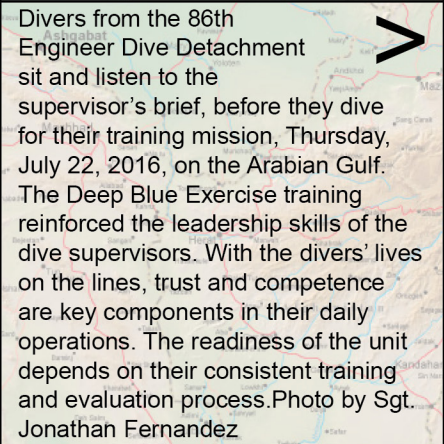 Divers from the 86th
Engineer Dive Detachment
sit and listen to the
supervisor’s brief, before they dive
for their training mission, Thursday,
July 22, 2016, on the Arabian Gulf.
The Deep Blue Exercise training
reinforced the leadership skills of the
dive supervisors. With the divers’ lives
on the lines, trust and competence
are key components in their daily
operations. The readiness of the unit
depends on their consistent training
and evaluation process.Photo by Sgt.
Jonathan Fernandez
>
Ashgabat
Herat
Kandahar